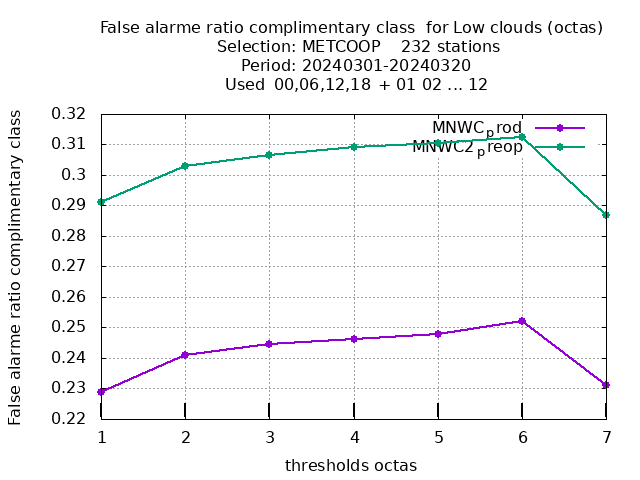 False alarme ratio complimentary class  for Low clouds (octas)
Selection: METCOOP    232 stations
Period: 20240301-20240320
Used  00,06,12,18 + 01 02 ... 12
False alarme ratio complimentary class
0.32
0.31
0.3
0.29
0.28
0.27
0.26
0.25
0.24
0.23
0.22
MNWCprod
MNWC2preop
1 2 3 4 5 6 7
thresholds octas